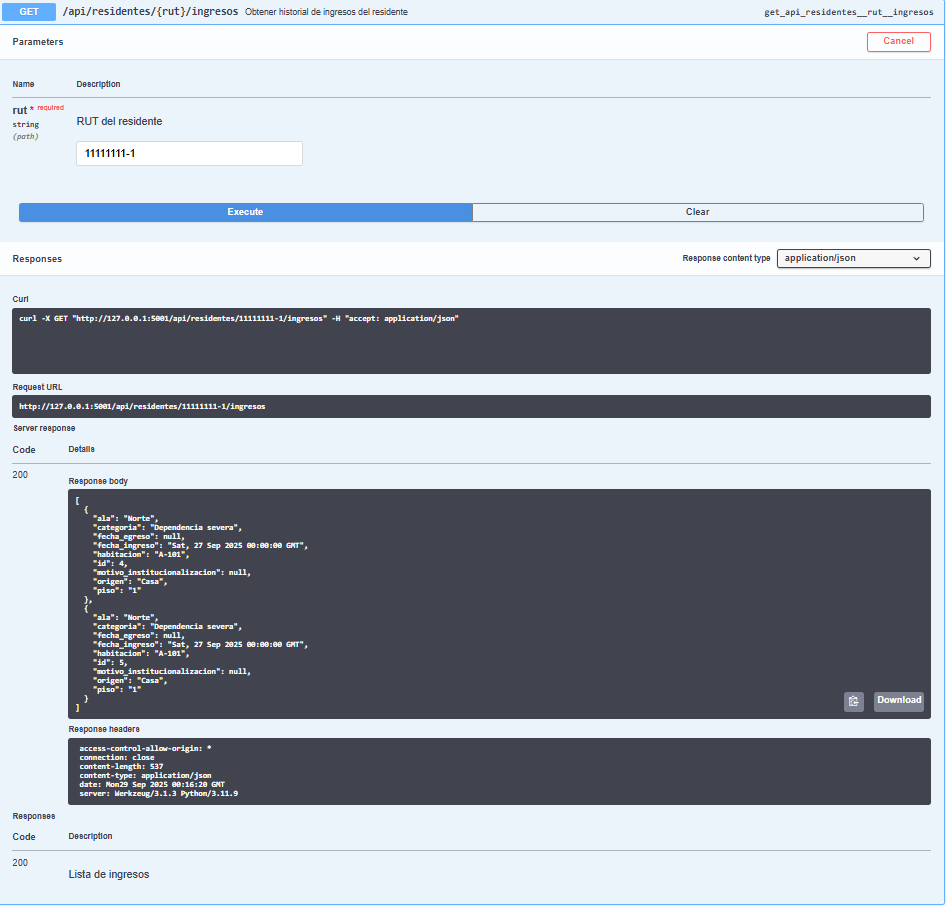 GET /api/residentes/{rut}/ingresos Obtener historial de ingresos del residente get_api_residentes__rut__ingresos
Parameters Cancel
Name Description
rut * required
string
(path)
RUT del residente
11111111-1
Execute Clear
Responses Response content type application/json
Curl
curl -X GET "http://127.0.0.1:5001/api/residentes/11111111-1/ingresos" -H "accept: application/json"
Request URL
http://127.0.0.1:5001/api/residentes/11111111-1/ingresos
Server response
Code Details
200
Response body
[
  {
    "ala": "Norte",
    "categoria": "Dependencia severa",
    "fecha_egreso": null,
    "fecha_ingreso": "Sat, 27 Sep 2025 00:00:00 GMT",
    "habitacion": "A-101",
    "id": 4,
    "motivo_institucionalizacion": null,
    "origen": "Casa",
    "piso": "1"
  },
  {
    "ala": "Norte",
    "categoria": "Dependencia severa",
    "fecha_egreso": null,
    "fecha_ingreso": "Sat, 27 Sep 2025 00:00:00 GMT",
    "habitacion": "A-101",
    "id": 5,
    "motivo_institucionalizacion": null,
    "origen": "Casa",
    "piso": "1"
  }
]
Download
Response headers
access-control-allow-origin: *
connection: close
content-length: 537
content-type: application/json
date: Mon29 Sep 2025 00:16:20 GMT
server: Werkzeug/3.1.3 Python/3.11.9
Responses
Code Description
200
Lista de ingresos